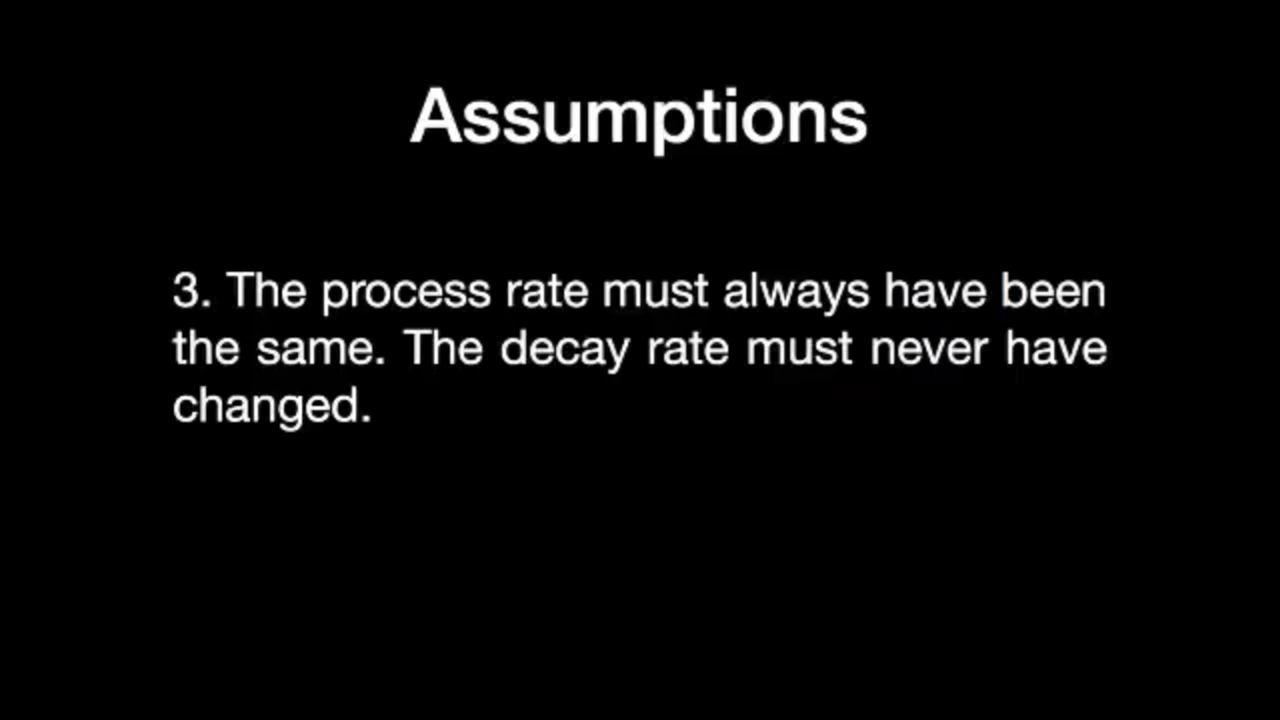 Assumptions
3. The process rate must always have been
the same. The decay rate must never have
changed.